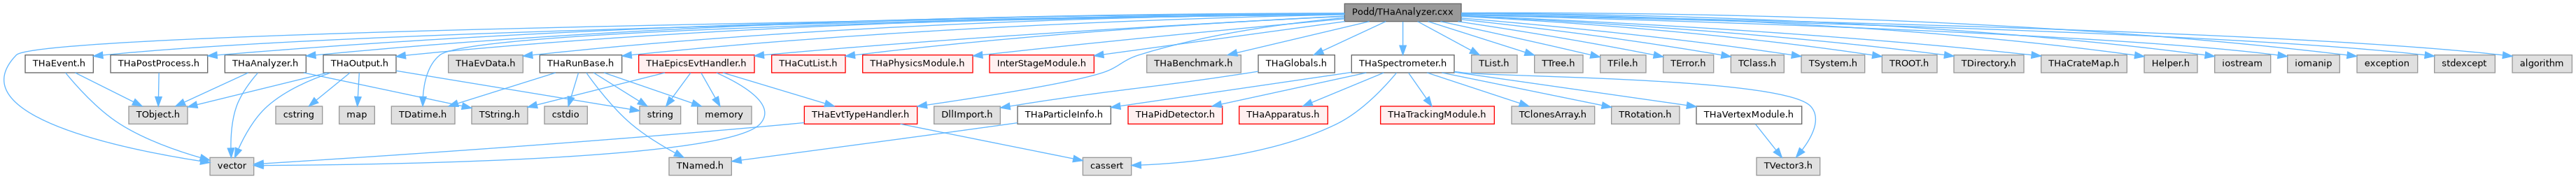 Podd/THaAnalyzer.cxx
THaEvent.h
THaPostProcess.h
THaAnalyzer.h
THaOutput.h
THaEvData.h
THaRunBase.h
THaEpicsEvtHandler.h
THaCutList.h
THaPhysicsModule.h
InterStageModule.h
THaBenchmark.h
THaGlobals.h
THaSpectrometer.h
TList.h
TTree.h
TFile.h
TError.h
TClass.h
TSystem.h
TROOT.h
TDirectory.h
THaCrateMap.h
Helper.h
iostream
iomanip
exception
stdexcept
algorithm
TObject.h
cstring
map
TDatime.h
TString.h
cstdio
string
memory
THaEvtTypeHandler.h
DllImport.h
THaParticleInfo.h
THaPidDetector.h
THaApparatus.h
THaTrackingModule.h
TClonesArray.h
TRotation.h
THaVertexModule.h
vector
TNamed.h
cassert
TVector3.h